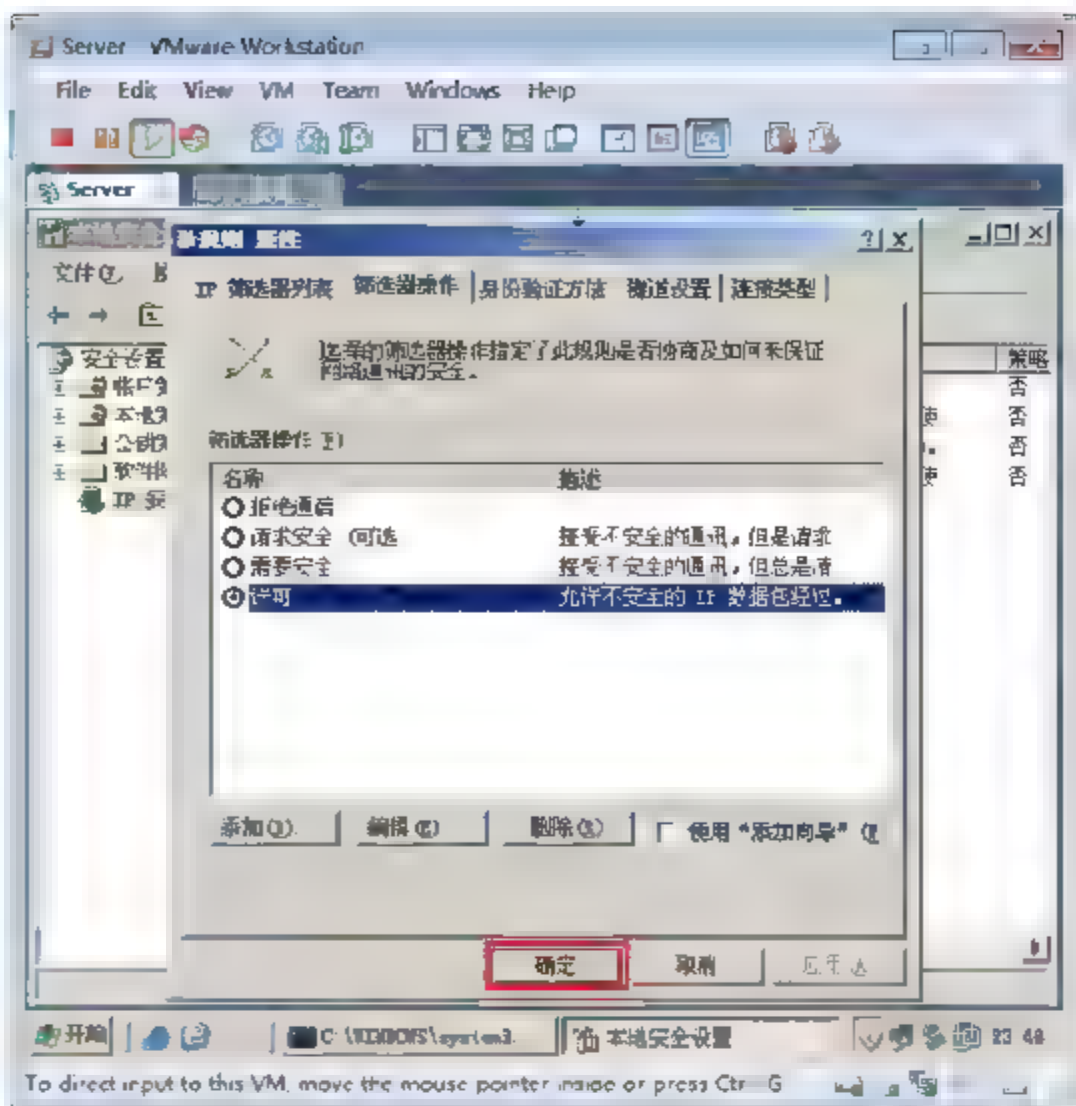 Server VMware Workstation
File Edit View VM Team Windows Help
Server
新规则 属性
文件(F)
IP 筛选器列表 筛选器操作 身份验证方法 隧道设置 连接类型
选择的筛选器操作指定了此规则是否协商及如何来保证
网络通讯的安全。
安全设置
策略
否
否
否
否
筛选器操作
名称 描述
拒绝通信
请求安全 (可选 接受不安全的通讯,但是请求
需要安全 接受不安全的通讯,但总是请
许可 允许不安全的 IP 数据包经过。
添加 编辑(E) 删除 使用“添加向导”
确定 取消
开始 本地安全设置
To direct input to this VM, move the mouse pointer inside or press Ctrl G